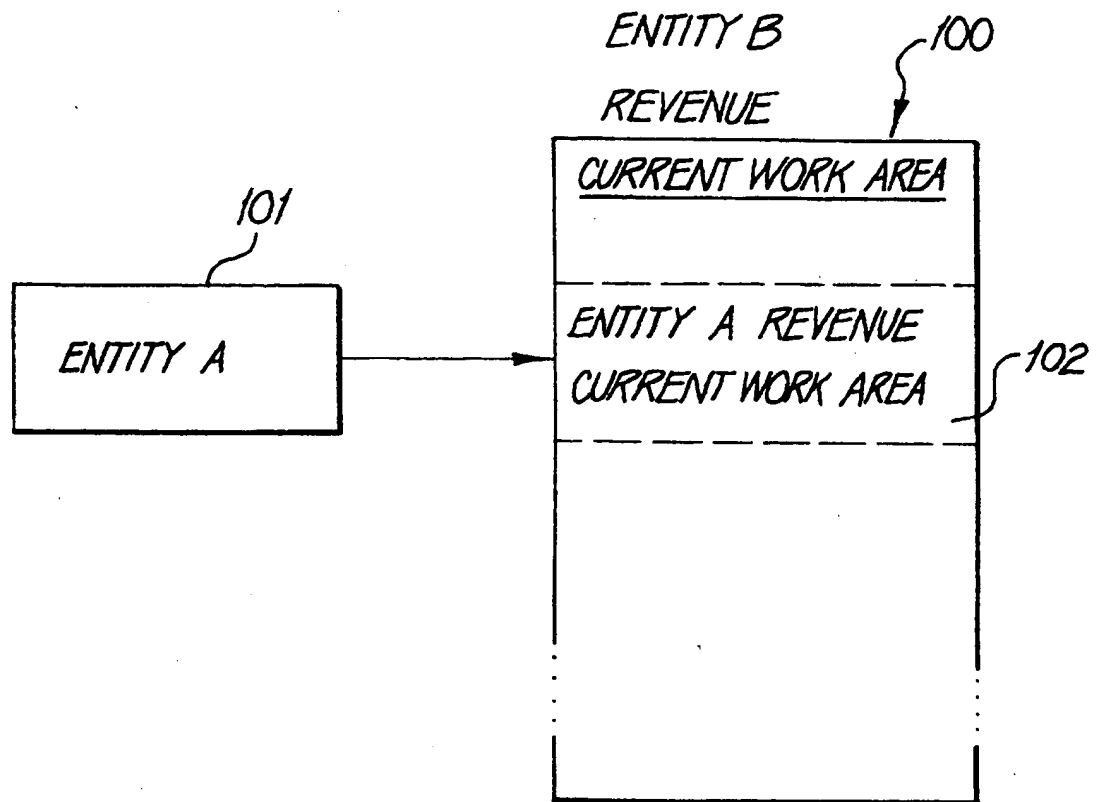 ENTITY B
100
REVENUE
CURRENT WORK AREA
101
ENTITY A
ENTITY A REVENUE
CURRENT WORK AREA
102